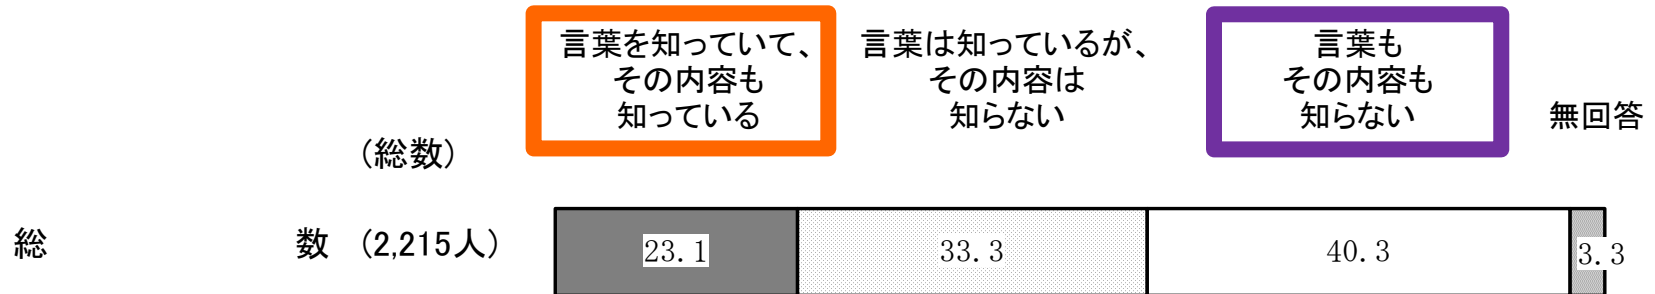 言葉を知っていて、
その内容も
知っている
言葉は知っているが、
その内容は
知らない
言葉も
その内容も
知らない
無回答
(総数)
総 数 (2,215人)
23.1
33.3
40.3
3.3